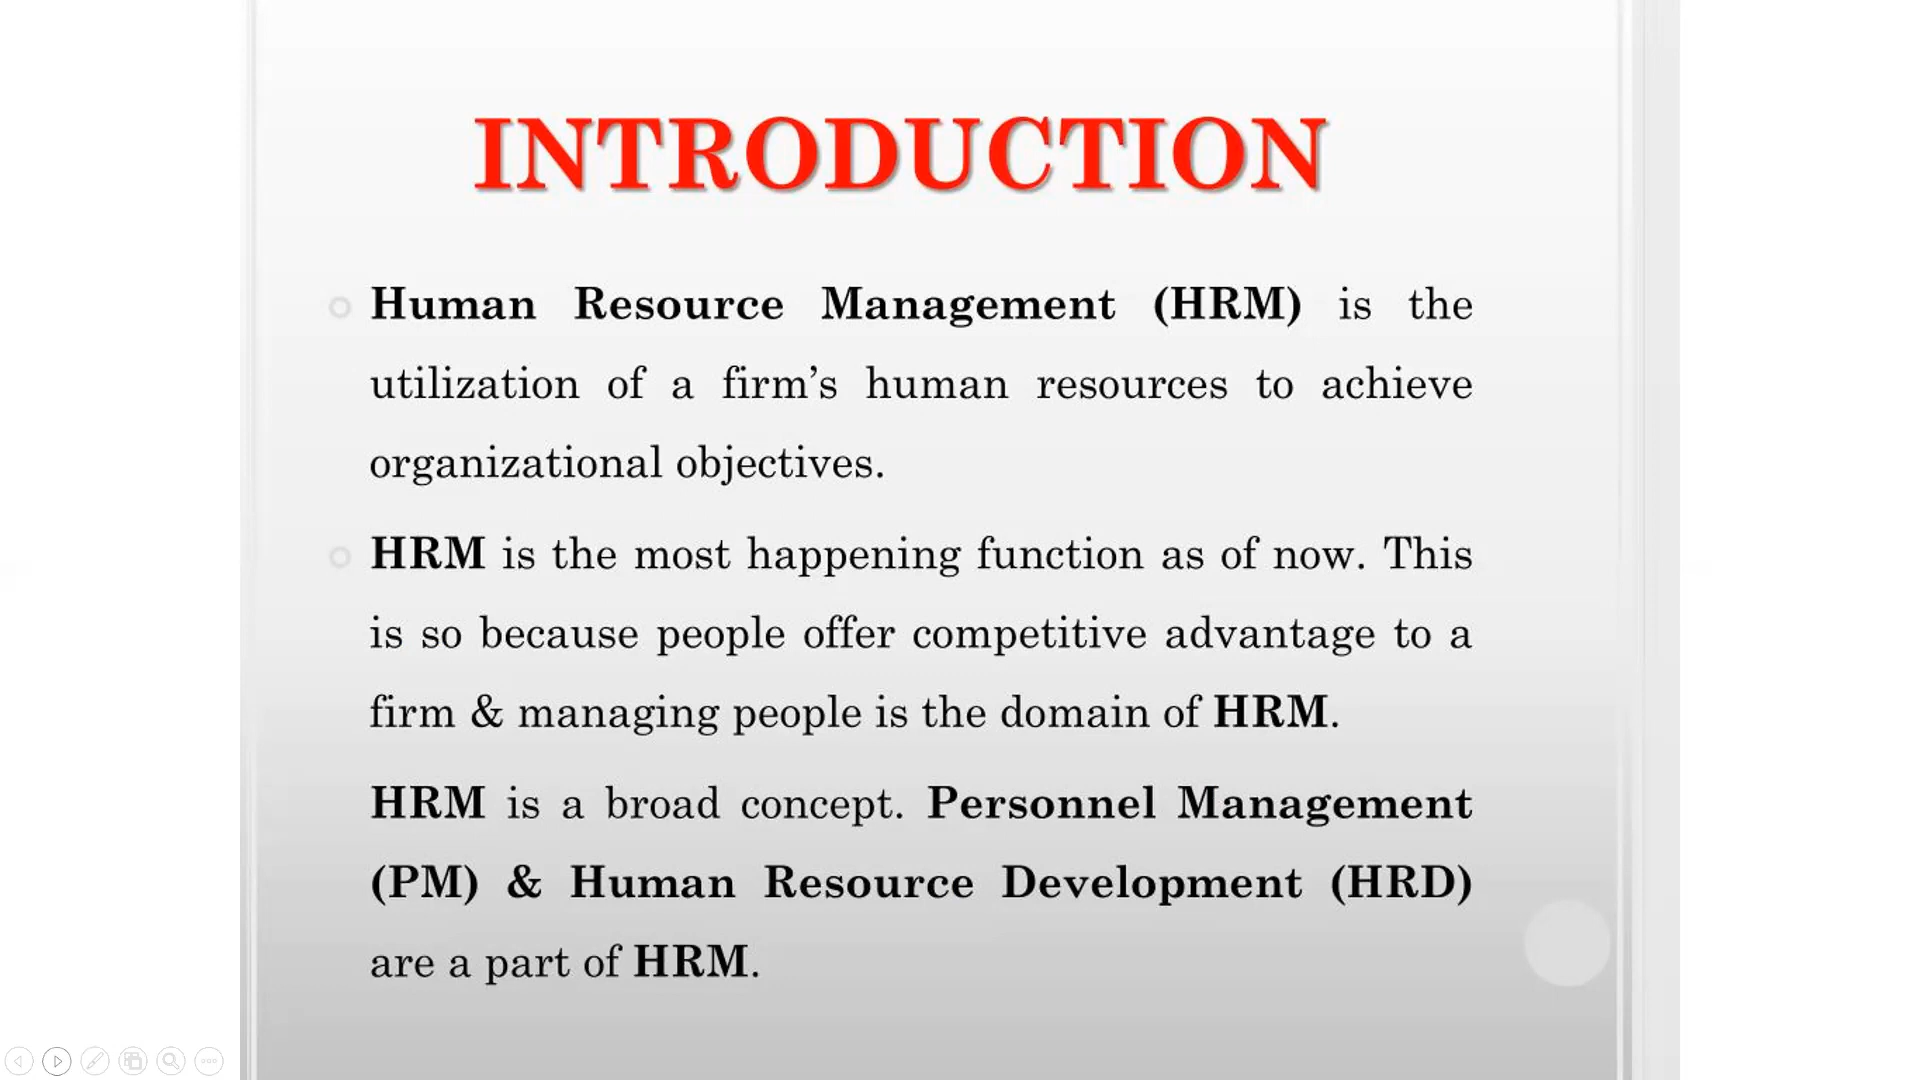 INTRODUCTION
Human Resource Management (HRM) is the
utilization of a firm’s human resources to achieve
organizational objectives.
HRM is the most happening function as of now. This
is so because people offer competitive advantage to a
firm & managing people is the domain of HRM.
HRM is a broad concept. Personnel Management
(PM) & Human Resource Development (HRD)
are a part of HRM.